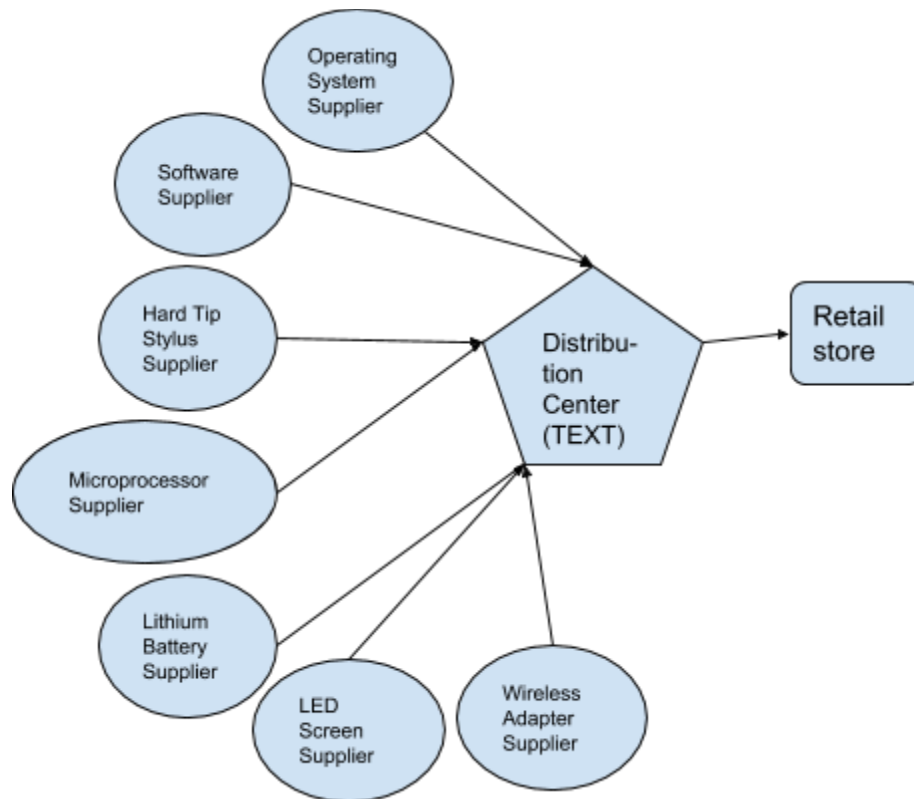 Operating
System
Supplier
Software
Supplier
Hard Tip
Stylus
Supplier
Microprocessor
Supplier
Lithium
Battery
Supplier
LED
Screen
Supplier
Wireless
Adapter
Supplier
Distribu-
tion
Center
(TEXT)
Retail
store